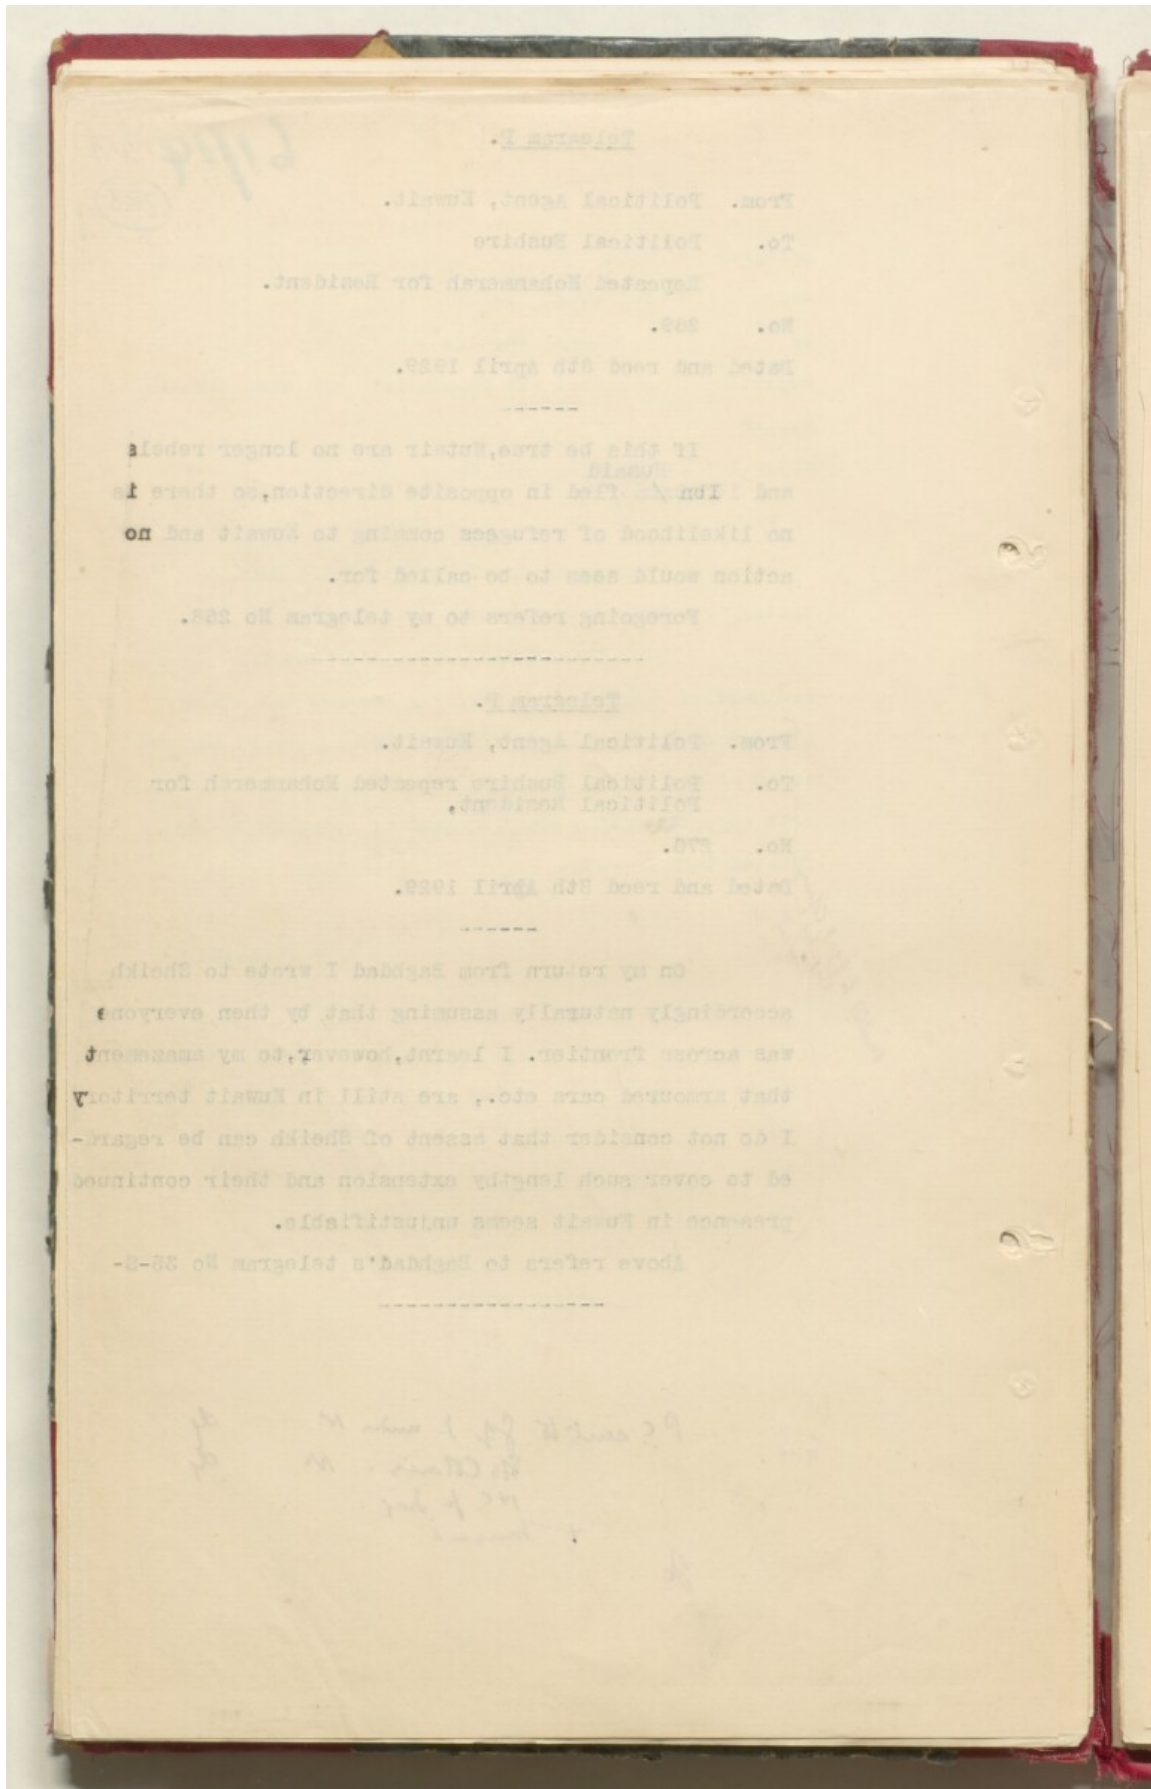 Telegram P.
From. Political Agent, Kuwait.
To. Political Bushire
Repeated Mohammerah for Resident.
No. 269.
Dated and recd 8th April 1929.
If this be true, Mutair are no longer rebels
Humaid
and Ibn / fled in opposite direction, so there is
no likelihood of refugees comming to Kuwait and no
action would seem to be called for.
Foregoing refers to my telegram No 268.
Telegram P.
From. Political Agent, Kuwait.
To. Political Bushire repeated Mohammerah for
Political Resident,
No. 270.
Dated and recd 8th April 1929.
On my return from Baghdad I wrote to Sheikh
accordingly naturally assuming that by then everyone
was across frontier. I learnt, however, to my amazement
that armoured cars etc., are still in Kuwait territory
I do not consider that assent of Sheikh can be regard-
ed to cover such lengthy extension and their continued
presence in Kuwait seems unjustifiable.
Above refers to Baghdad's telegram No